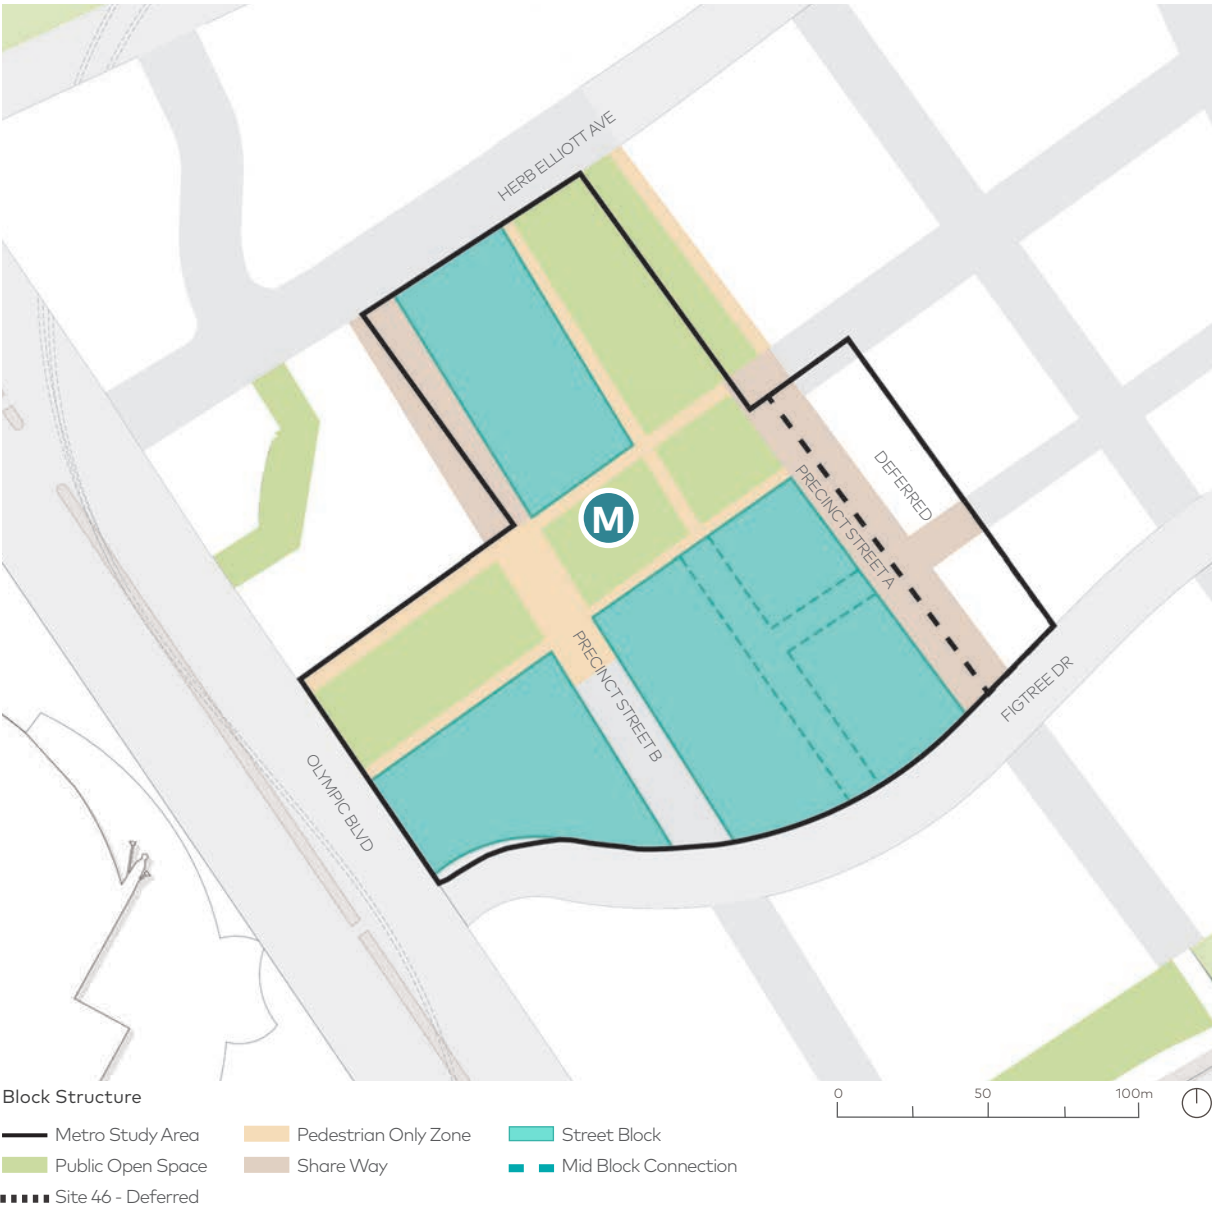 HERB ELLIOTT AVE
DEFERRED
PRECINCT STREET A
M
PRECINCT STREET B
FIGTREE DR
OLYMPIC BLVD
Block Structure
0 50 100m
Metro Study Area
Pedestrian Only Zone
Street Block
Public Open Space
Share Way
Mid Block Connection
Site 46 - Deferred